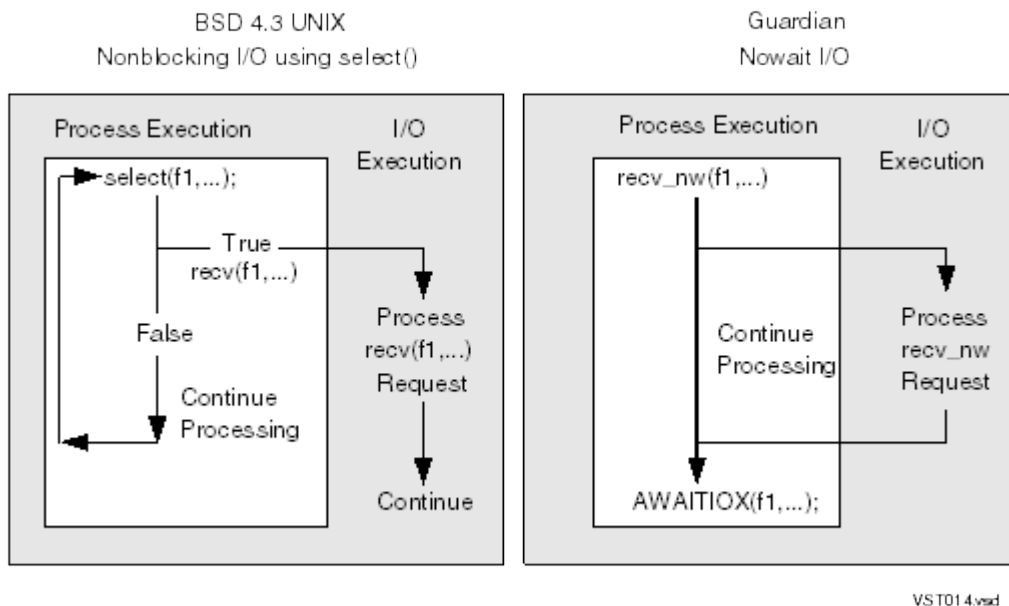 BSD 4.3 UNIX
Nonblocking I/O using select()
Guardian
Nowait I/O
Process Execution
I/O
Execution
select(f1,...);
True
recv(f1,...)
False
Continue
Processing
Process
recv(f1,...)
Request
Continue
Process Execution
I/O
Execution
recv_nw(f1,...)
Continue
Processing
Process
recv_nw
Request
AWAITIOX(f1,...);
VST014.vsd